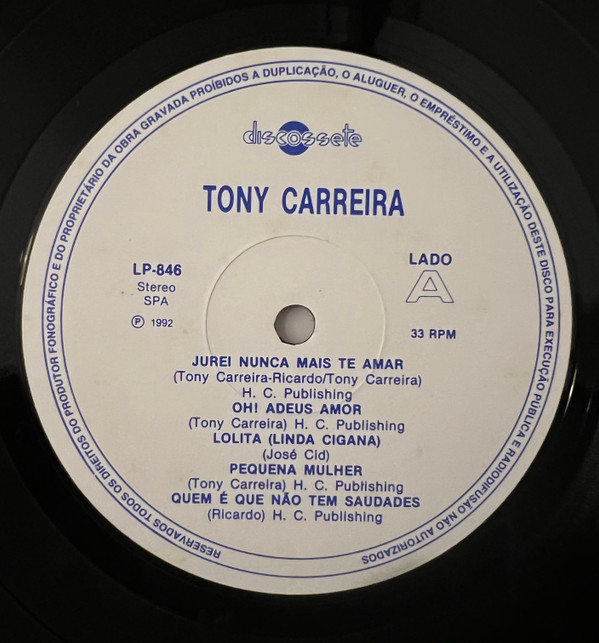 RESERVADOS TODOS OS DIREITOS DO PRODUTOR FONOGRÁFICO E DO PROPRIETÁRIO DA OBRA GRAVADA PROÍBIDOS A DUPLICAÇÃO, O ALUGUER, O EMPRÉSTIMO E A UTILIZAÇÃO DESTE DISCO PARA EXECUÇÃO PÚBLICA E RADIODIFUSÃO NÃO AUTORIZADOS
discossete
TONY CARREIRA
LP-846
Stereo
SPA
℗ 1992
LADO
A
33 RPM
JUREI NUNCA MAIS TE AMAR
(Tony Carreira-Ricardo/Tony Carreira)
H. C. Publishing
OH! ADEUS AMOR
(Tony Carreira) H. C. Publishing
LOLITA (LINDA CIGANA)
(José Cid)
PEQUENA MULHER
(Tony Carreira) H. C. Publishing
QUEM É QUE NÃO TEM SAUDADES
(Ricardo) H. C. Publishing